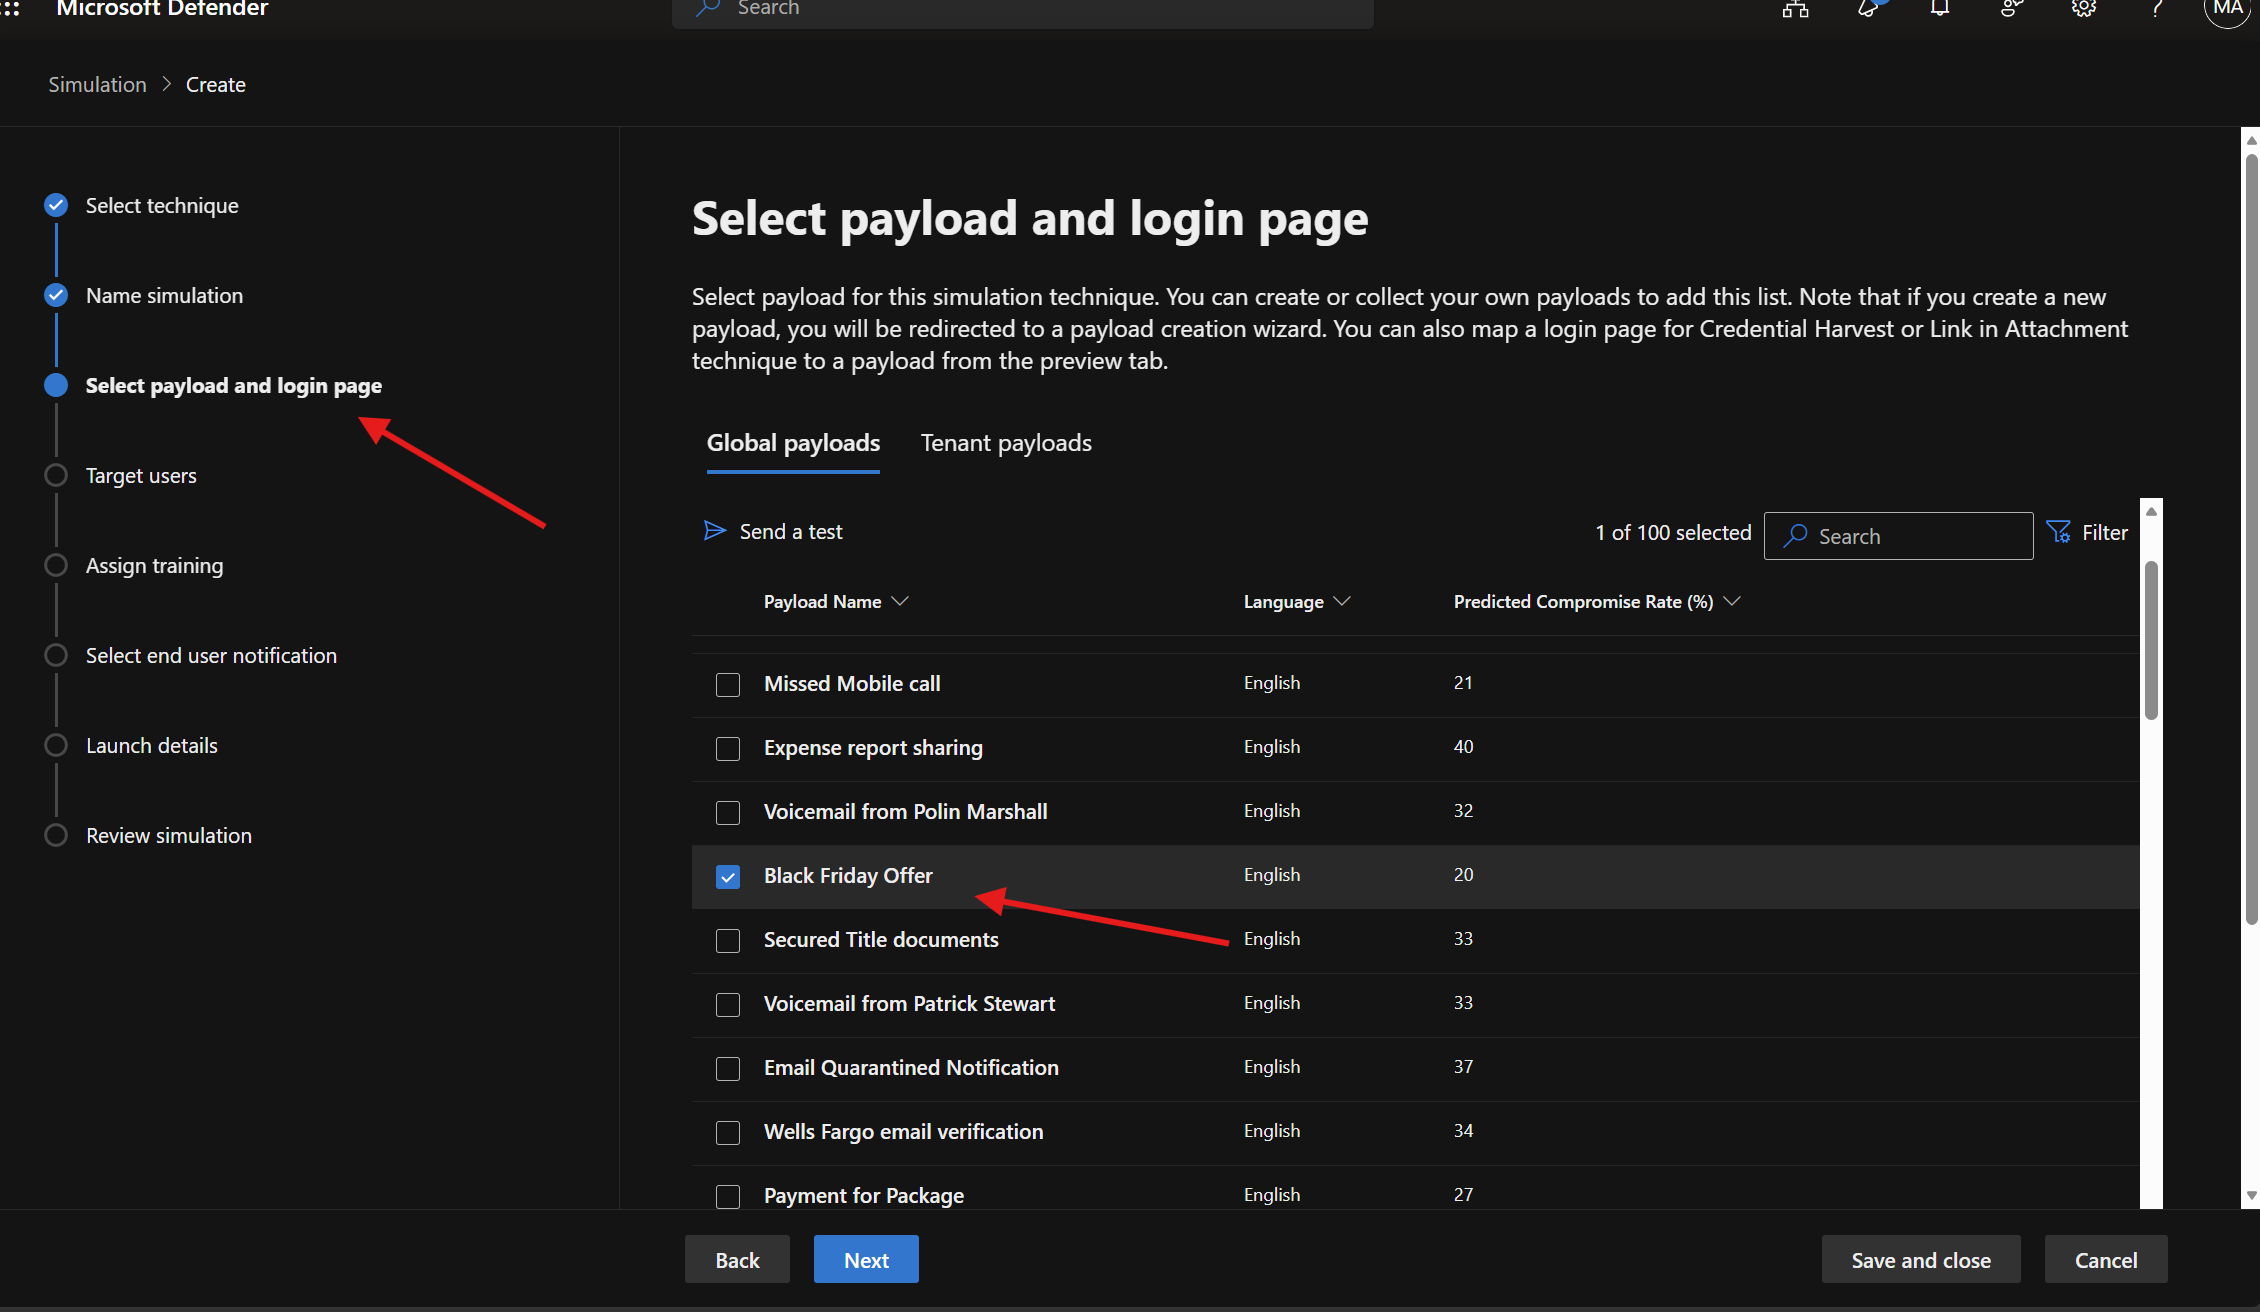 Microsoft Defender
Search
?
MA
Simulation > Create
Select technique
Name simulation
Select payload and login page
Target users
Assign training
Select end user notification
Launch details
Review simulation
Select payload and login page
Select payload for this simulation technique. You can create or collect your own payloads to add this list. Note that if you create a new
payload, you will be redirected to a payload creation wizard. You can also map a login page for Credential Harvest or Link in Attachment
technique to a payload from the preview tab.
Global payloads Tenant payloads
Send a test 1 of 100 selected Search Filter
Payload Name Language Predicted Compromise Rate (%)
Missed Mobile call English 21
Expense report sharing English 40
Voicemail from Polin Marshall English 32
Black Friday Offer English 20
Secured Title documents English 33
Voicemail from Patrick Stewart English 33
Email Quarantined Notification English 37
Wells Fargo email verification English 34
Payment for Package English 27
Back Next Save and close Cancel